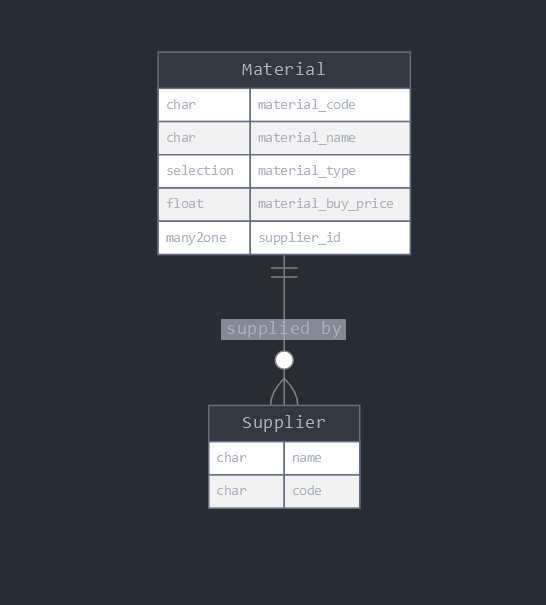 Material
char material_code
char material_name
selection material_type
float material_buy_price
many2one supplier_id
supplied by
Supplier
char name
char code